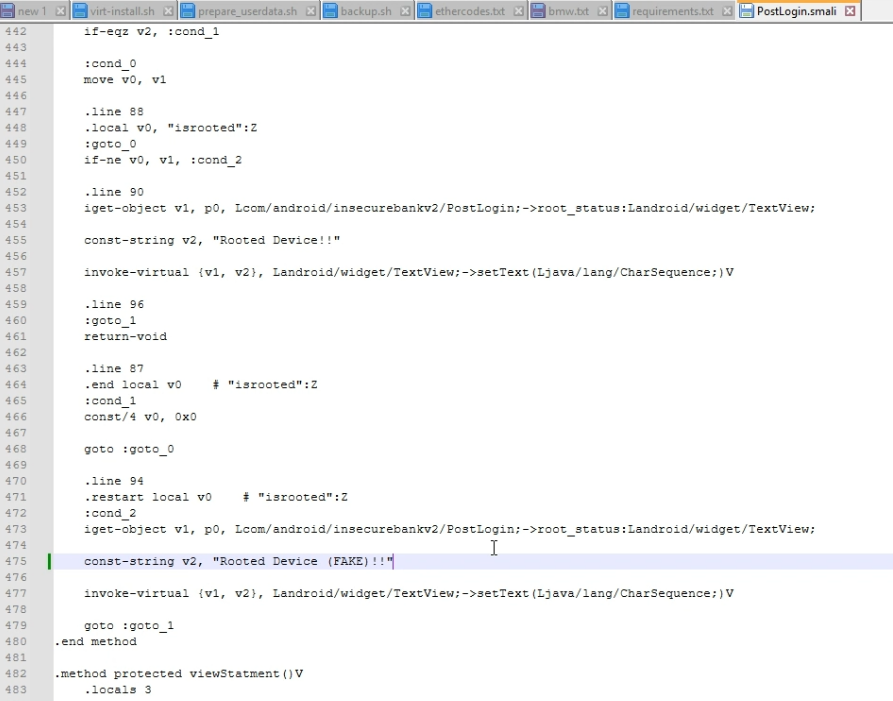 new 1 virt-install.sh prepare_userdata.sh backup.sh ethercodes.txt bmw.txt requirements.txt PostLogin.smali
442 if-eqz v2, :cond_1
443
444 :cond_0
445 move v0, v1
446
447 .line 88
448 .local v0, "isrooted":Z
449 :goto_0
450 if-ne v0, v1, :cond_2
451
452 .line 90
453 iget-object v1, p0, Lcom/android/insecurebankv2/PostLogin;->root_status:Landroid/widget/TextView;
454
455 const-string v2, "Rooted Device!!"
456
457 invoke-virtual {v1, v2}, Landroid/widget/TextView;->setText(Ljava/lang/CharSequence;)V
458
459 .line 96
460 :goto_1
461 return-void
462
463 .line 87
464 .end local v0 # "isrooted":Z
465 :cond_1
466 const/4 v0, 0x0
467
468 goto :goto_0
469
470 .line 94
471 .restart local v0 # "isrooted":Z
472 :cond_2
473 iget-object v1, p0, Lcom/android/insecurebankv2/PostLogin;->root_status:Landroid/widget/TextView;
474
475 const-string v2, "Rooted Device (FAKE)!!"
476
477 invoke-virtual {v1, v2}, Landroid/widget/TextView;->setText(Ljava/lang/CharSequence;)V
478
479 goto :goto_1
480 .end method
481
482 .method protected viewStatment()V
483 .locals 3